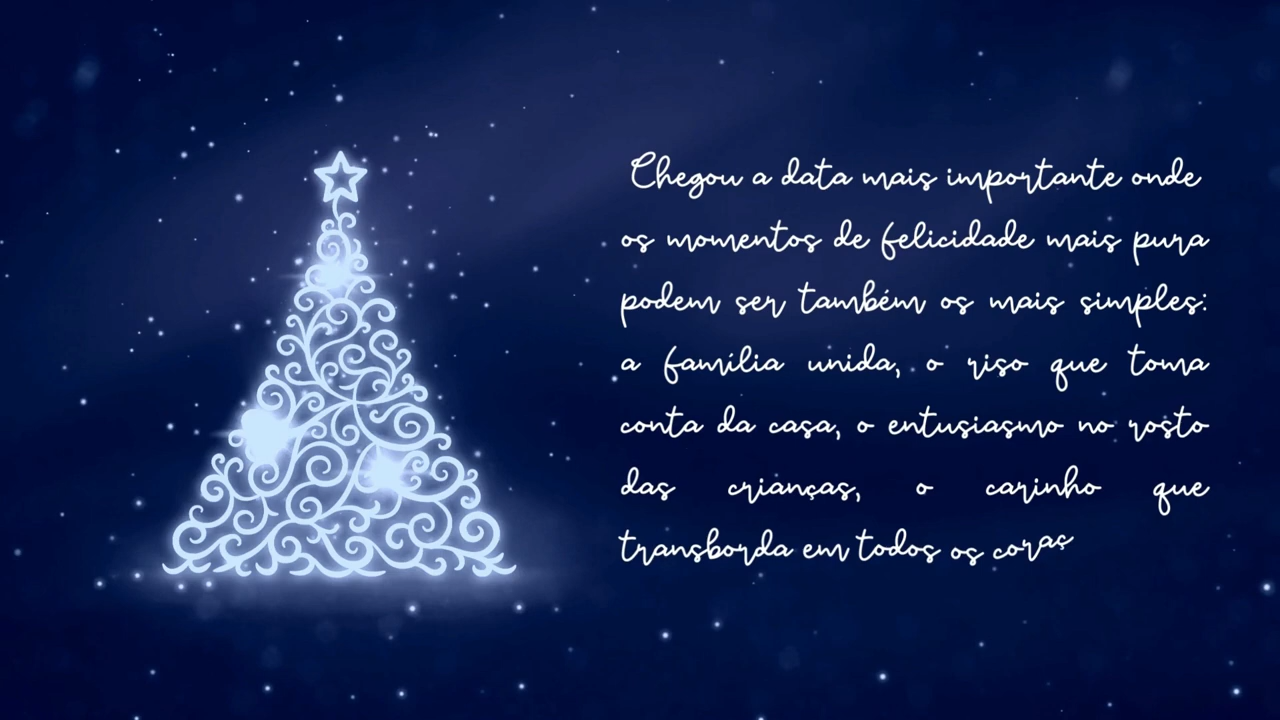 Chegou a data mais importante onde
os momentos de felicidade mais pura
podem ser também os mais simples:
a família unida, o riso que toma
conta da casa, o entusiasmo no rosto
das crianças, o carinho que
transborda em todos os coraç